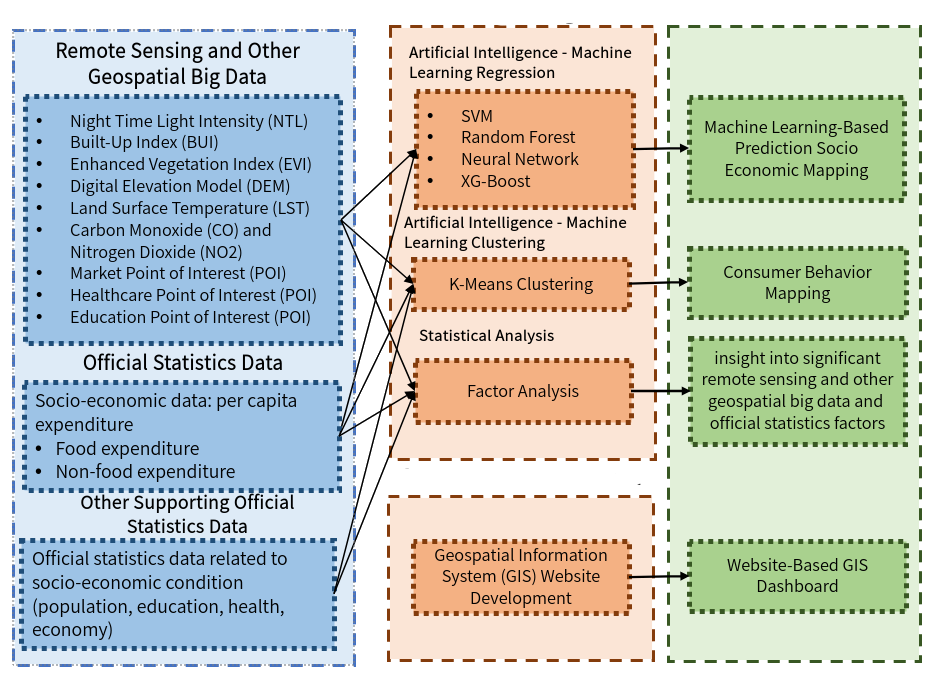 Remote Sensing and Other
Geospatial Big Data
• Night Time Light Intensity (NTL)
• Built-Up Index (BUI)
• Enhanced Vegetation Index (EVI)
• Digital Elevation Model (DEM)
• Land Surface Temperature (LST)
• Carbon Monoxide (CO) and
Nitrogen Dioxide (NO2)
• Market Point of Interest (POI)
• Healthcare Point of Interest (POI)
• Education Point of Interest (POI)
Official Statistics Data
Socio-economic data: per capita
expenditure
• Food expenditure
• Non-food expenditure
Other Supporting Official
Statistics Data
Official statistics data related to
socio-economic condition
(population, education, health,
economy)
Artificial Intelligence - Machine
Learning Regression
• SVM
• Random Forest
• Neural Network
• XG-Boost
Artificial Intelligence - Machine
Learning Clustering
K-Means Clustering
Statistical Analysis
Factor Analysis
Geospatial Information
System (GIS) Website
Development
Machine Learning-Based
Prediction Socio
Economic Mapping
Consumer Behavior
Mapping
insight into significant
remote sensing and other
geospatial big data and
official statistics factors
Website-Based GIS
Dashboard